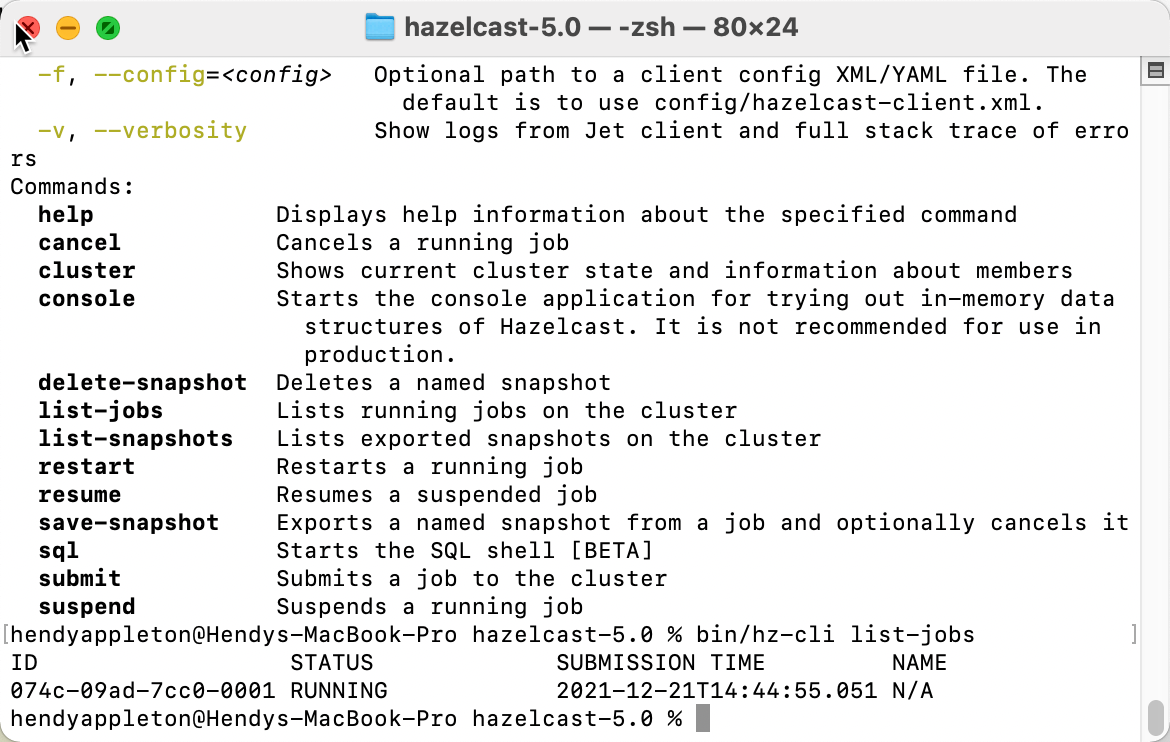 hazelcast-5.0 — -zsh — 80×24
-f, --config=<config>   Optional path to a client config XML/YAML file. The
default is to use config/hazelcast-client.xml.
-v, --verbosity         Show logs from Jet client and full stack trace of erro
rs
Commands:
help             Displays help information about the specified command
cancel           Cancels a running job
cluster          Shows current cluster state and information about members
console          Starts the console application for trying out in-memory data
structures of Hazelcast. It is not recommended for use in
production.
delete-snapshot  Deletes a named snapshot
list-jobs        Lists running jobs on the cluster
list-snapshots   Lists exported snapshots on the cluster
restart          Restarts a running job
resume           Resumes a suspended job
save-snapshot    Exports a named snapshot from a job and optionally cancels it
sql              Starts the SQL shell [BETA]
submit           Submits a job to the cluster
suspend          Suspends a running job
[hendyappleton@Hendys-MacBook-Pro hazelcast-5.0 % bin/hz-cli list-jobs           ]
ID                  STATUS             SUBMISSION TIME         NAME
074c-09ad-7cc0-0001 RUNNING            2021-12-21T14:44:55.051 N/A
hendyappleton@Hendys-MacBook-Pro hazelcast-5.0 %